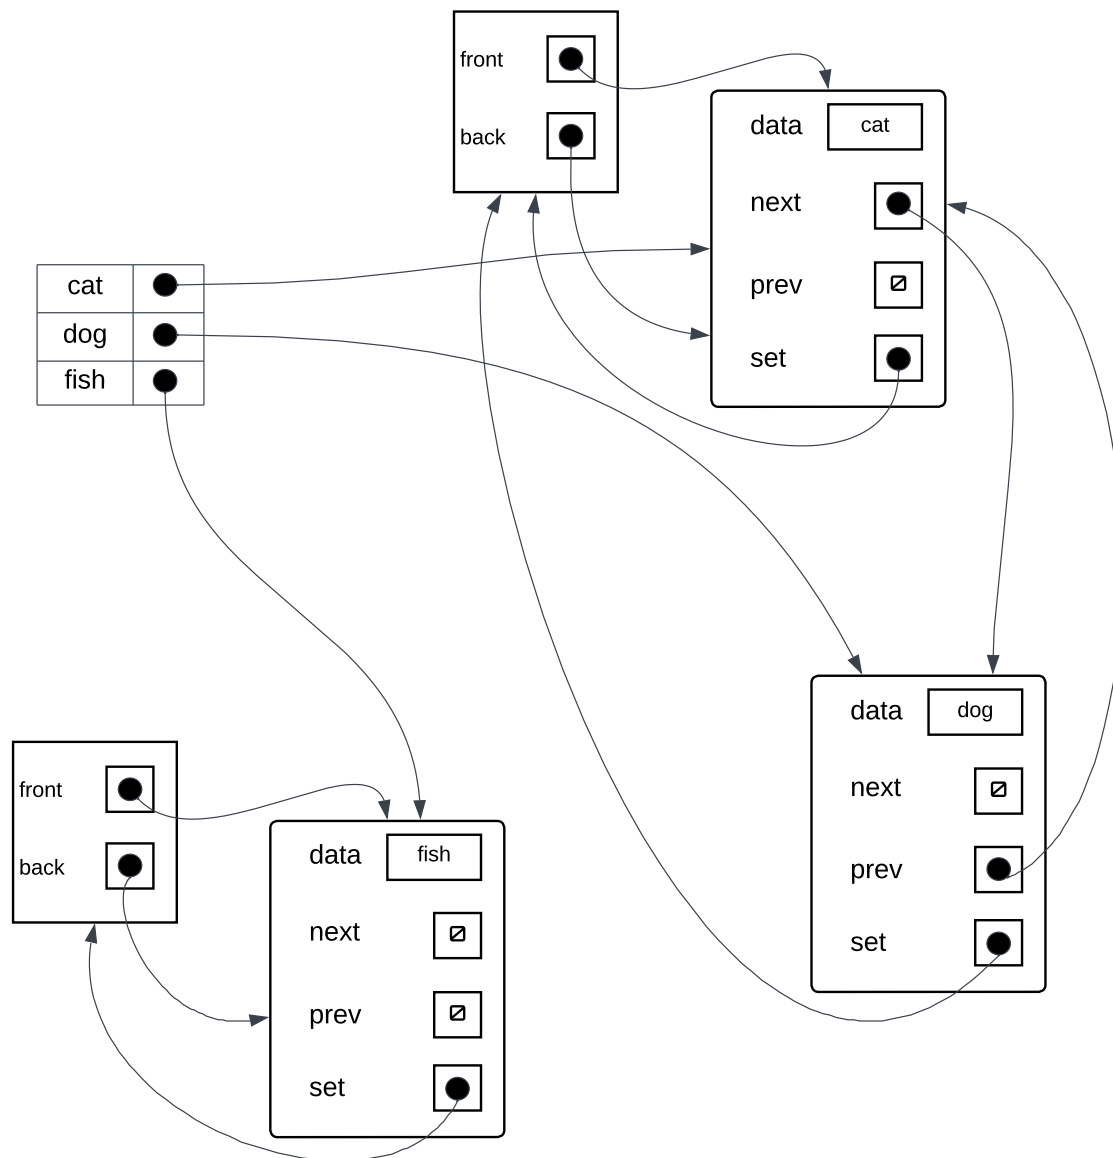 front
back
data cat
next
prev
set
cat
dog
fish
data dog
next
prev
set
front
back
data fish
next
prev
set